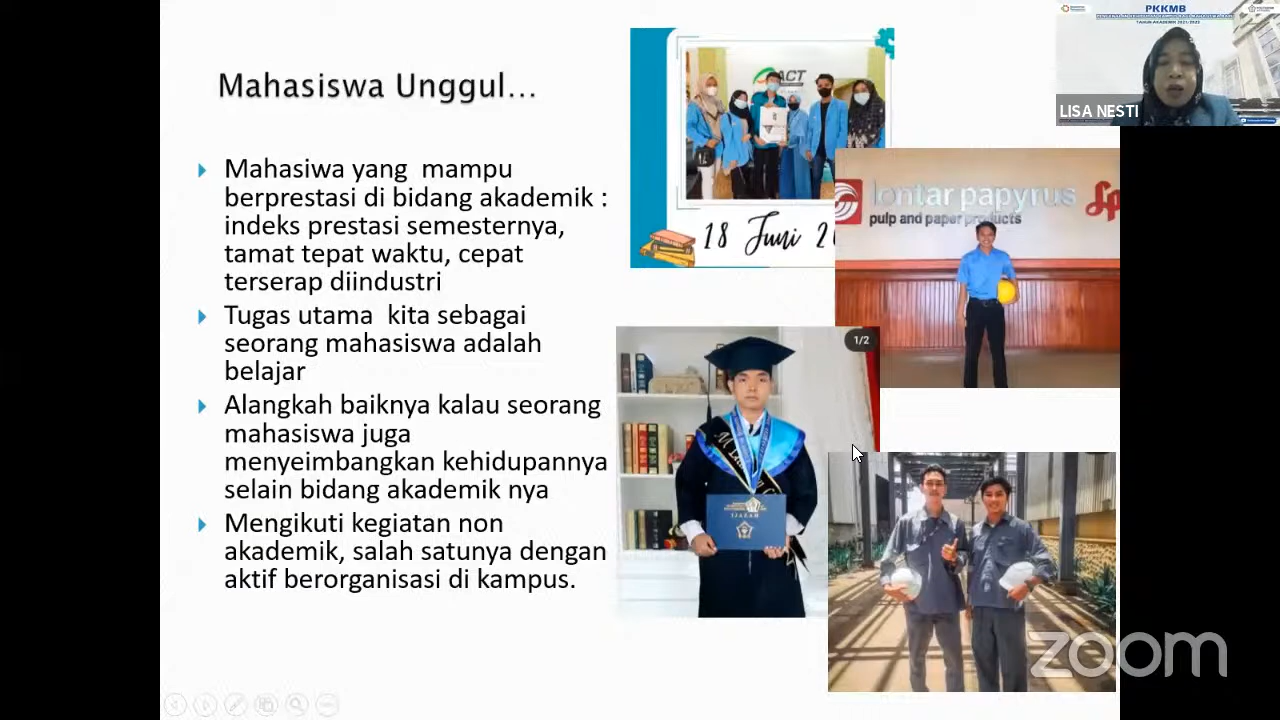 Mahasiswa Unggul...
Mahasiwa yang mampu
berprestasi di bidang akademik :
indeks prestasi semesternya,
tamat tepat waktu, cepat
terserap diindustri
Tugas utama kita sebagai
seorang mahasiswa adalah
belajar
Alangkah baiknya kalau seorang
mahasiswa juga
menyeimbangkan kehidupannya
selain bidang akademik nya
Mengikuti kegiatan non
akademik, salah satunya dengan
aktif berorganisasi di kampus.
ACT
18 Juni 2
lontar papyrus
pulp and paper products
1/2
IJAZAH
PKKMB
TAHUN AKADEMIK 2021/2022
LISA NESTI
zoom